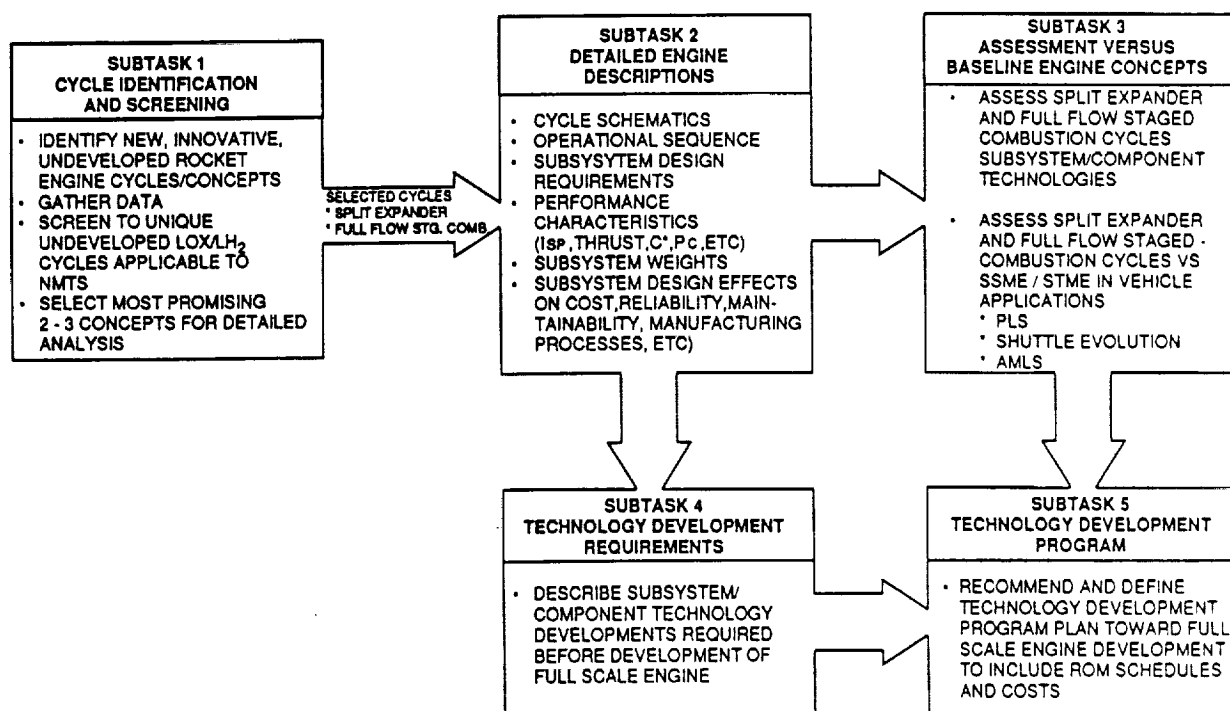 SUBTASK 1
CYCLE IDENTIFICATION
AND SCREENING
• IDENTIFY NEW, INNOVATIVE,
UNDEVELOPED ROCKET
ENGINE CYCLES/CONCEPTS
• GATHER DATA
• SCREEN TO UNIQUE
UNDEVELOPED LOX/LH2
CYCLES APPLICABLE TO
NMTS
• SELECT MOST PROMISING
2 - 3 CONCEPTS FOR DETAILED
ANALYSIS
SELECTED CYCLES
* SPLIT EXPANDER
* FULL FLOW STG. COMB.
SUBTASK 2
DETAILED ENGINE
DESCRIPTIONS
• CYCLE SCHEMATICS
• OPERATIONAL SEQUENCE
• SUBSYSYTEM DESIGN
REQUIREMENTS
• PERFORMANCE
CHARACTERISTICS
(Isp,THRUST,C*,Pc,ETC)
• SUBSYSTEM WEIGHTS
• SUBSYSTEM DESIGN EFFECTS
ON COST,RELIABILITY,MAIN-
TAINABILITY, MANUFACTURING
PROCESSES, ETC)
SUBTASK 3
ASSESSMENT VERSUS
BASELINE ENGINE CONCEPTS
• ASSESS SPLIT EXPANDER
AND FULL FLOW STAGED
COMBUSTION CYCLES
SUBSYSTEM/COMPONENT
TECHNOLOGIES
• ASSESS SPLIT EXPANDER
AND FULL FLOW STAGED -
COMBUSTION CYCLES VS
SSME / STME IN VEHICLE
APPLICATIONS
* PLS
* SHUTTLE EVOLUTION
* AMLS
SUBTASK 4
TECHNOLOGY DEVELOPMENT
REQUIREMENTS
• DESCRIBE SUBSYSTEM/
COMPONENT TECHNOLOGY
DEVELOPMENTS REQUIRED
BEFORE DEVELOPMENT OF
FULL SCALE ENGINE
SUBTASK 5
TECHNOLOGY DEVELOPMENT
PROGRAM
• RECOMMEND AND DEFINE
TECHNOLOGY DEVELOPMENT
PROGRAM PLAN TOWARD FULL
SCALE ENGINE DEVELOPMENT
TO INCLUDE ROM SCHEDULES
AND COSTS